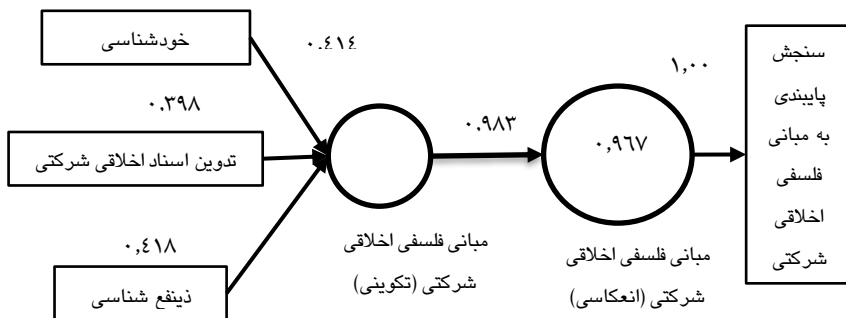 خودشناسی
۰.٤١٤
۰.۳۹۸
تدوین اسناد اخلاقی شرکتی
۰,٤۱۸
ذینفع شناسی
مبانی فلسفی اخلاقی
شرکتی (تکوینی)
۰.۹۸۳
۰,۹٦۷
مبانی فلسفی اخلاقی
شرکتی (انعکاسی)
۱,۰۰
سنجش
پایبندی
به مبانی
فلسفی
اخلاقی
شرکتی